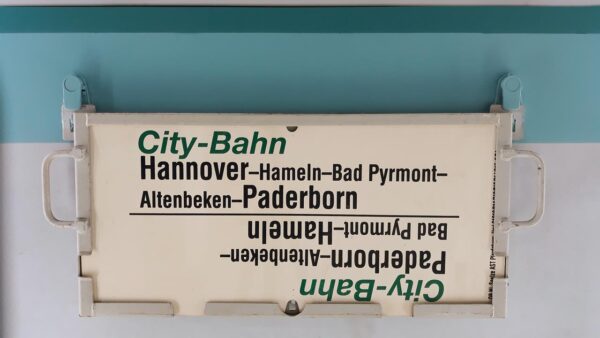 City-Bahn
Hannover–Hameln–Bad Pyrmont–
Altenbeken–Paderborn
City-Bahn
Paderborn–Altenbeken–
Bad Pyrmont–Hameln